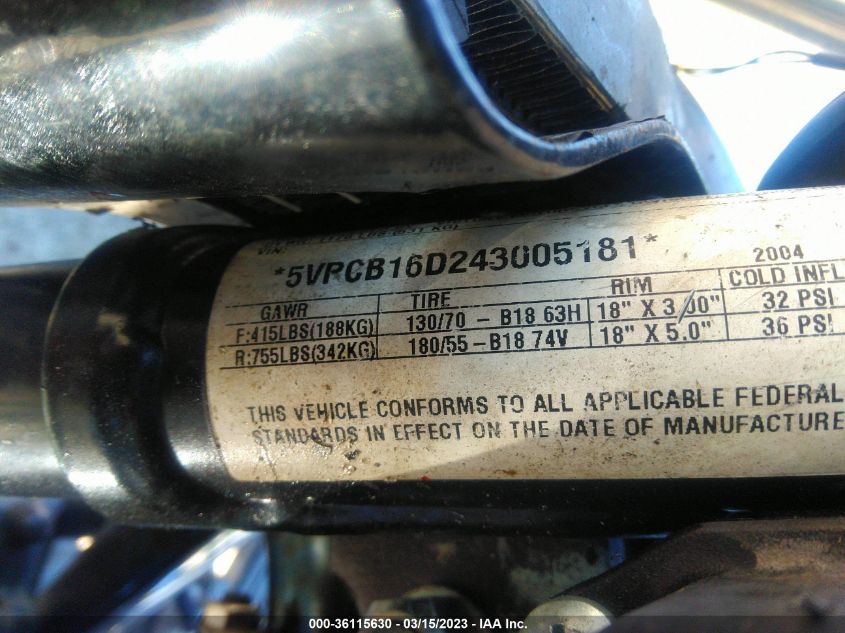 *5VPCB16D243005181*
2004
GAWR TIRE RIM COLD INFL
F:415LBS(188KG) 130/70 - B18 63H 18" X 3.00" 32 PSI
R:755LBS(342KG) 180/55 - B18 74V 18" X 5.0" 36 PSI
THIS VEHICLE CONFORMS TO ALL APPLICABLE FEDERAL
STANDARDS IN EFFECT ON THE DATE OF MANUFACTURE
000-36115630 - 03/15/2023 - IAA Inc.